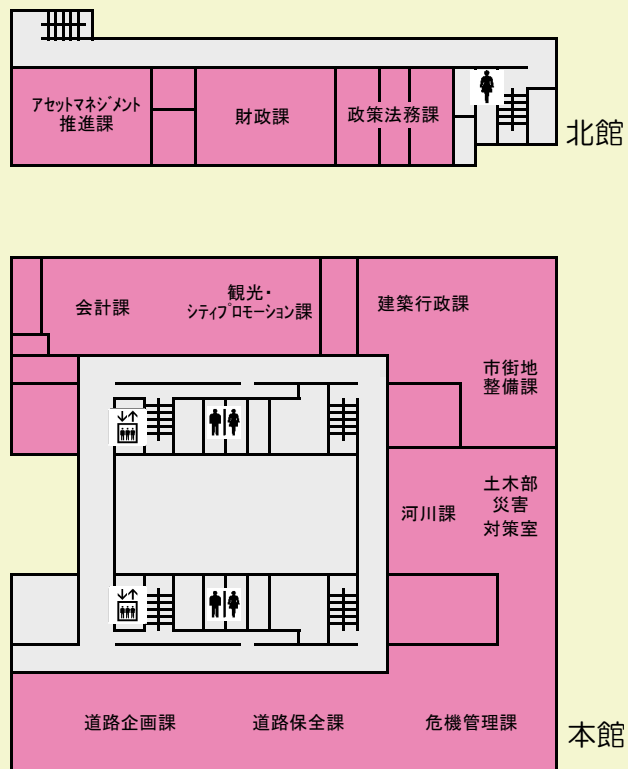 アセットマネジメント
推進課
財政課
政策法務課
北館
会計課
観光・
シティプロモーション課
建築行政課
市街地
整備課
河川課
土木部
災害
対策室
道路企画課
道路保全課
危機管理課
本館